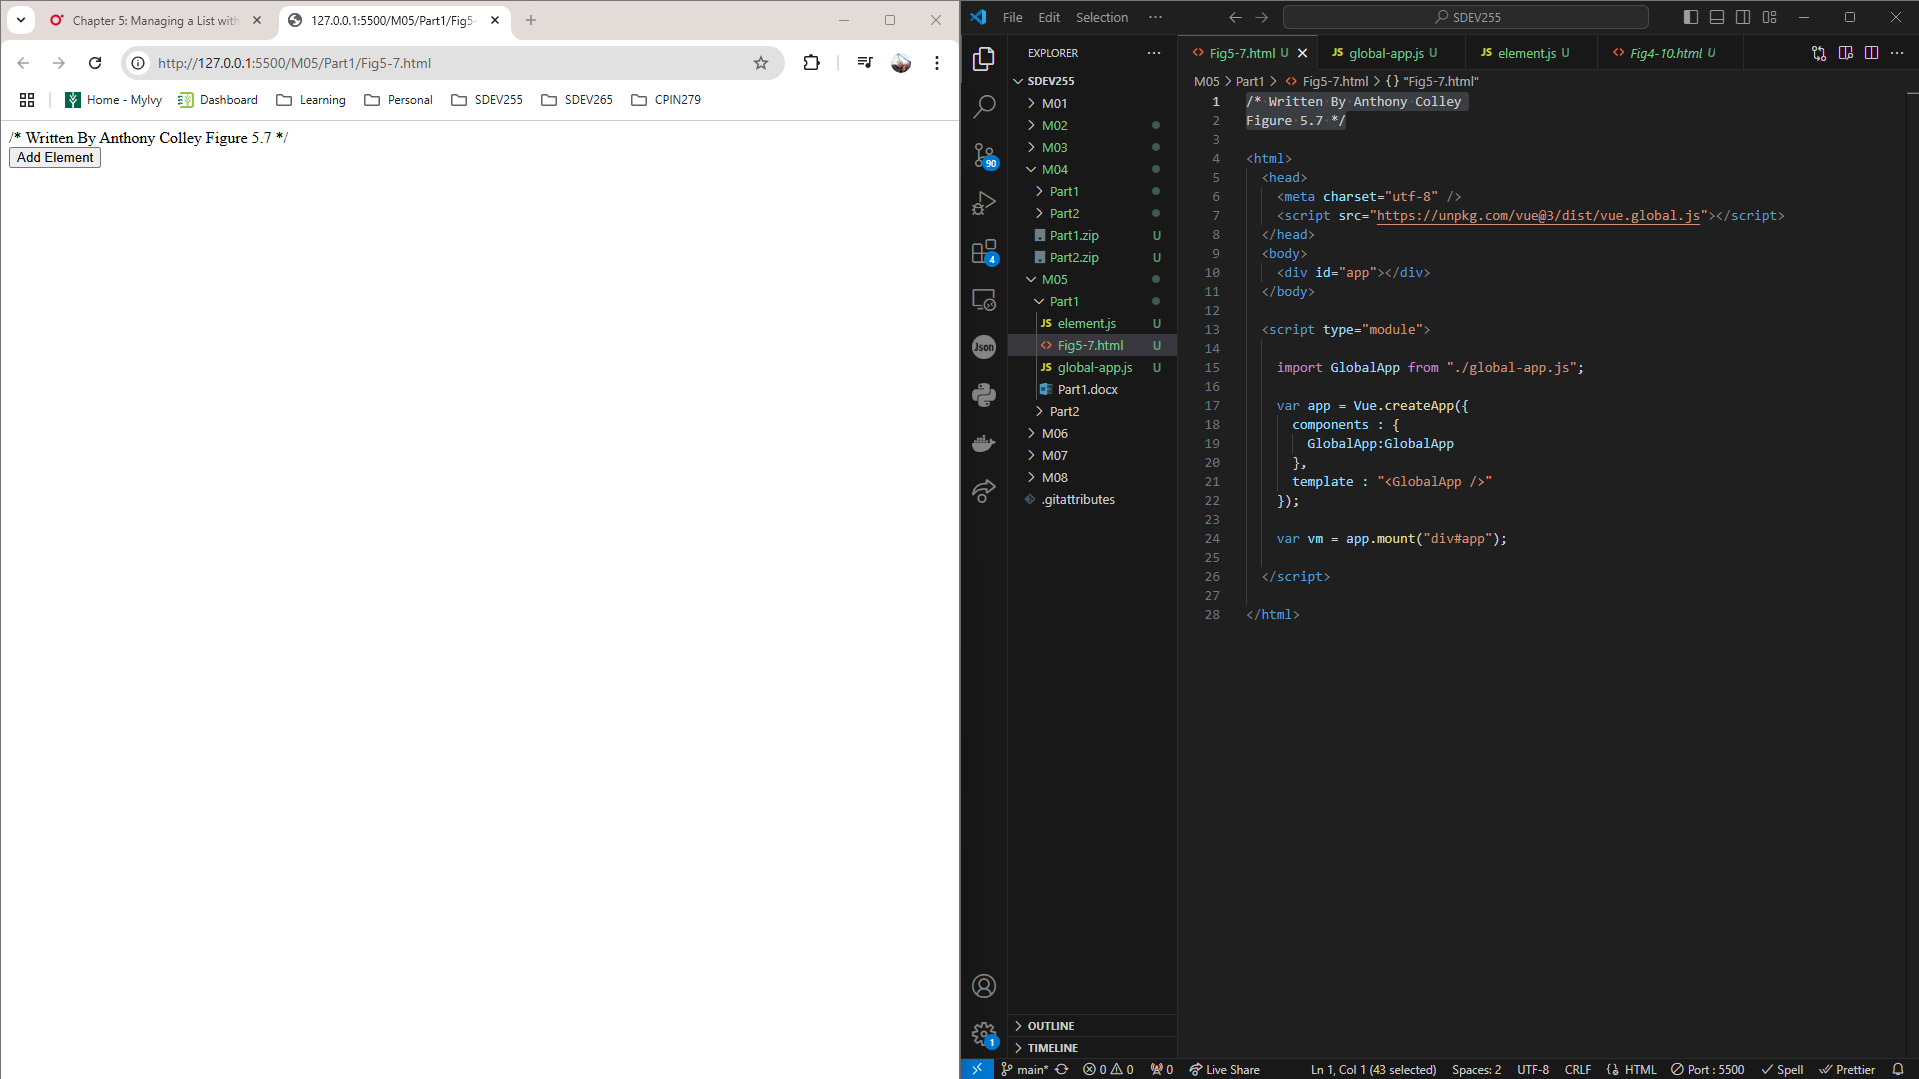 Chapter 5: Managing a List with
127.0.0.1:5500/M05/Part1/Fig5-
http://127.0.0.1:5500/M05/Part1/Fig5-7.html
Home - MyIvy
Dashboard
Learning
Personal
SDEV255
SDEV265
CPIN279
/* Written By Anthony Colley Figure 5.7 */
Add Element
File Edit Selection ···
SDEV255
90
4
Json
1
EXPLORER ···
SDEV255
M01
M02
M03
M04
Part1
Part2
Part1.zip U
Part2.zip U
M05
Part1
JS element.js U
<> Fig5-7.html U
JS global-app.js U
Part1.docx
Part2
M06
M07
M08
.gitattributes
OUTLINE
TIMELINE
<> Fig5-7.html U
JS global-app.js U
JS element.js U
<> Fig4-10.html U
···
M05 > Part1 > <> Fig5-7.html > {} "Fig5-7.html"
1 /* Written By Anthony Colley
2 Figure 5.7 */
3
4 <html>
5 <head>
6 <meta charset="utf-8" />
7 <script src="https://unpkg.com/vue@3/dist/vue.global.js"></script>
8 </head>
9 <body>
10 <div id="app"></div>
11 </body>
12
13 <script type="module">
14
15 import GlobalApp from "./global-app.js";
16
17 var app = Vue.createApp({
18 components : {
19 GlobalApp:GlobalApp
20 },
21 template : "<GlobalApp />"
22 });
23
24 var vm = app.mount("div#app");
25
26 </script>
27
28 </html>
main* 0 0 0 Live Share Ln 1, Col 1 (43 selected) Spaces: 2 UTF-8 CRLF {} HTML Port : 5500 Spell Prettier